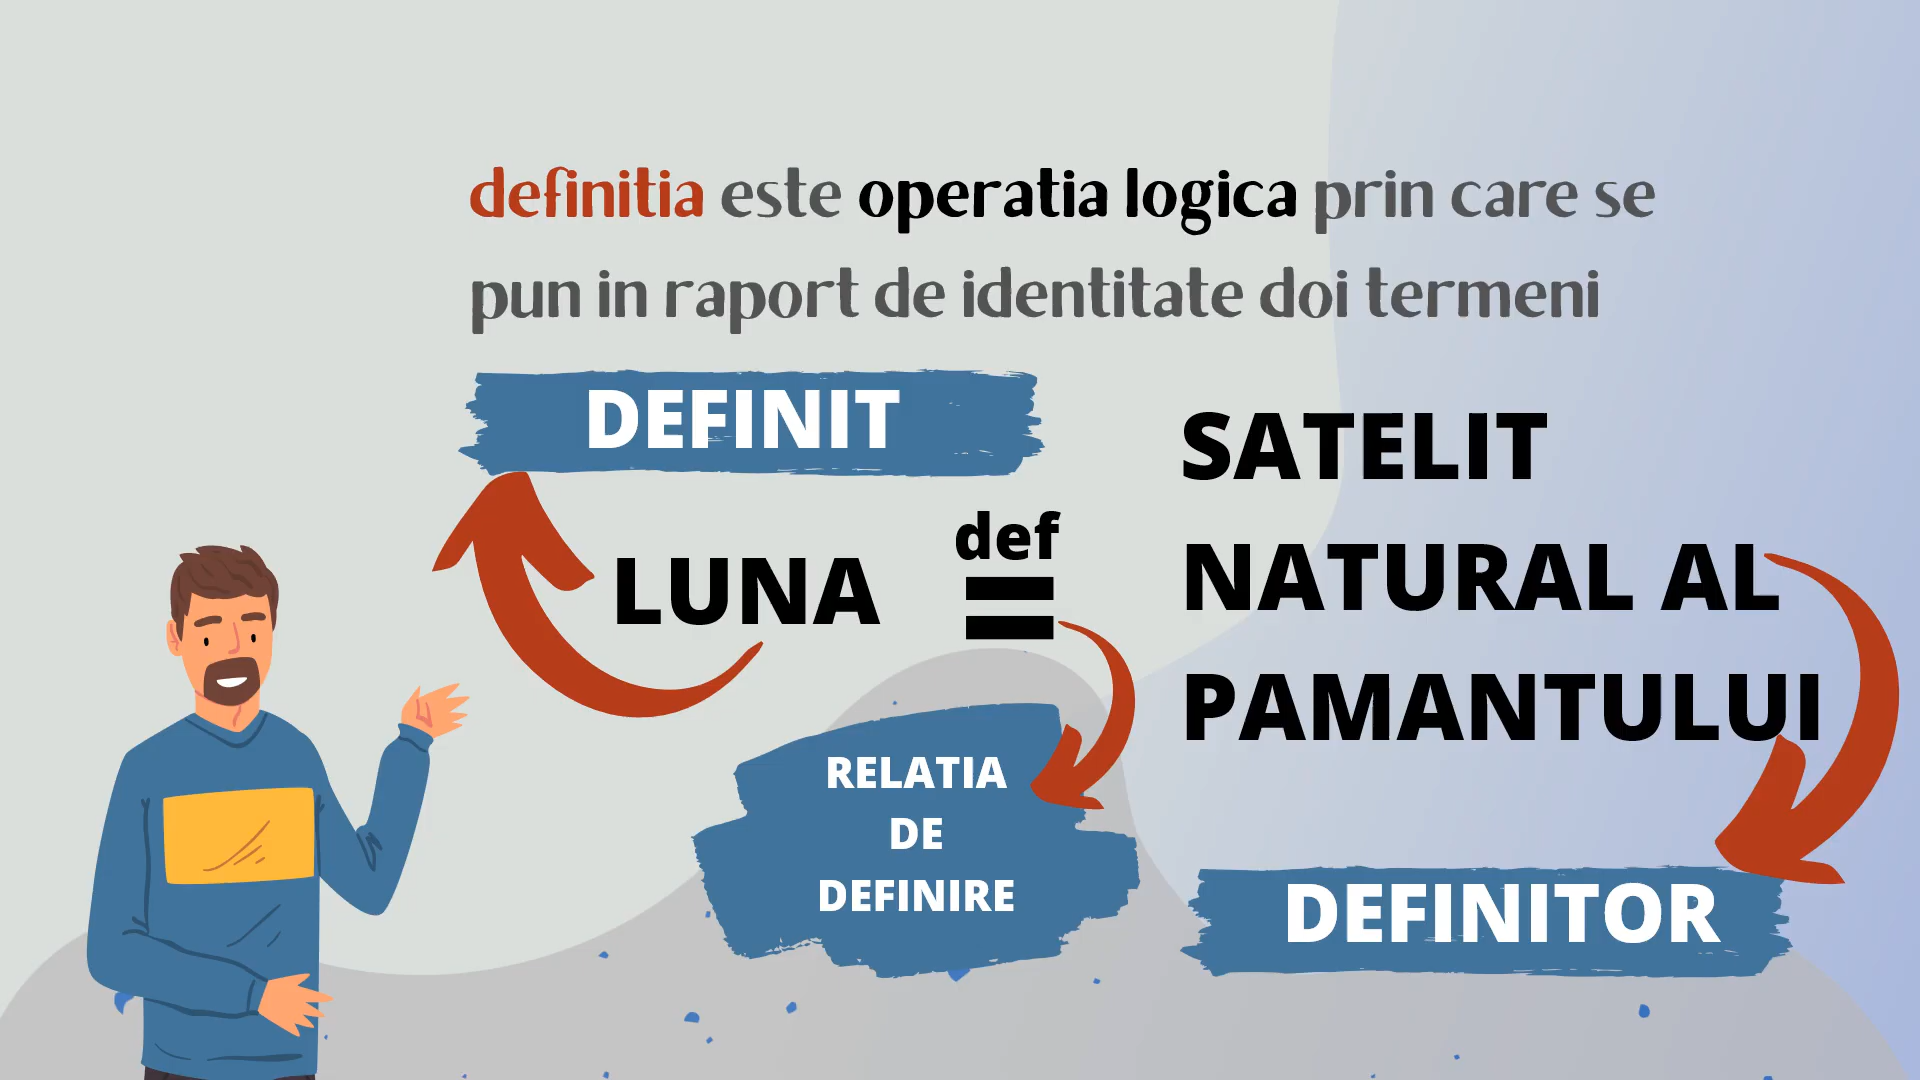 definitia este operatia logica prin care se
pun in raport de identitate doi termeni
DEFINIT
LUNA
def
=
SATELIT
NATURAL AL
PAMANTULUI
RELATIA
DE
DEFINIRE
DEFINITOR